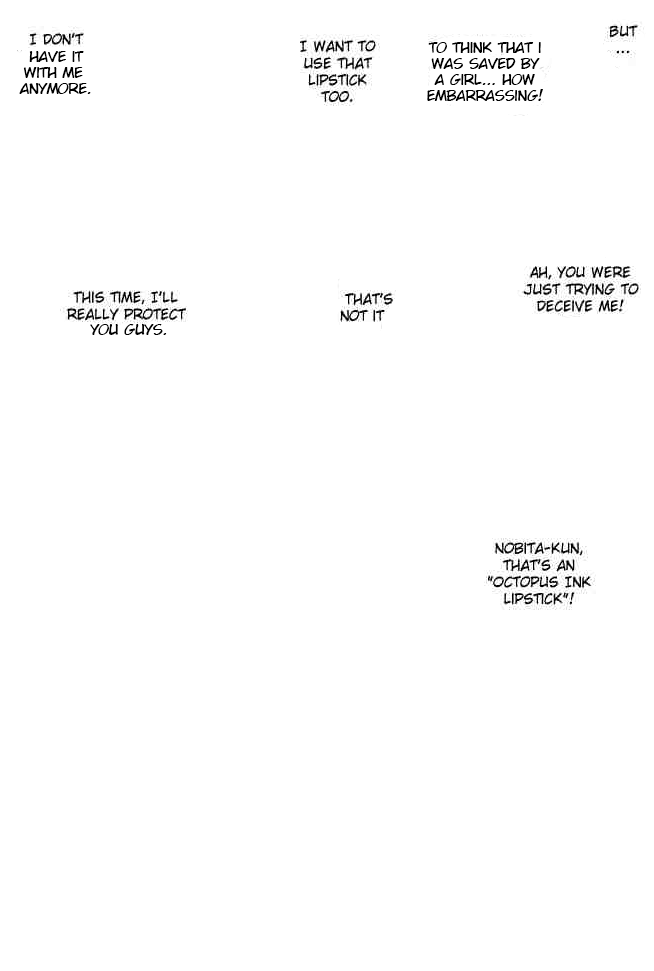 BUT
...
TO THINK THAT I
WAS SAVED BY
A GIRL... HOW
EMBARRASSING!
I WANT TO
USE THAT
LIPSTICK
TOO.
I DON'T
HAVE IT
WITH ME
ANYMORE.
AH, YOU WERE
JUST TRYING TO
DECEIVE ME!
THAT'S
NOT IT
THIS TIME, I'LL
REALLY PROTECT
YOU GUYS.
NOBITA-KUN,
THAT'S AN
"OCTOPUS INK
LIPSTICK"!